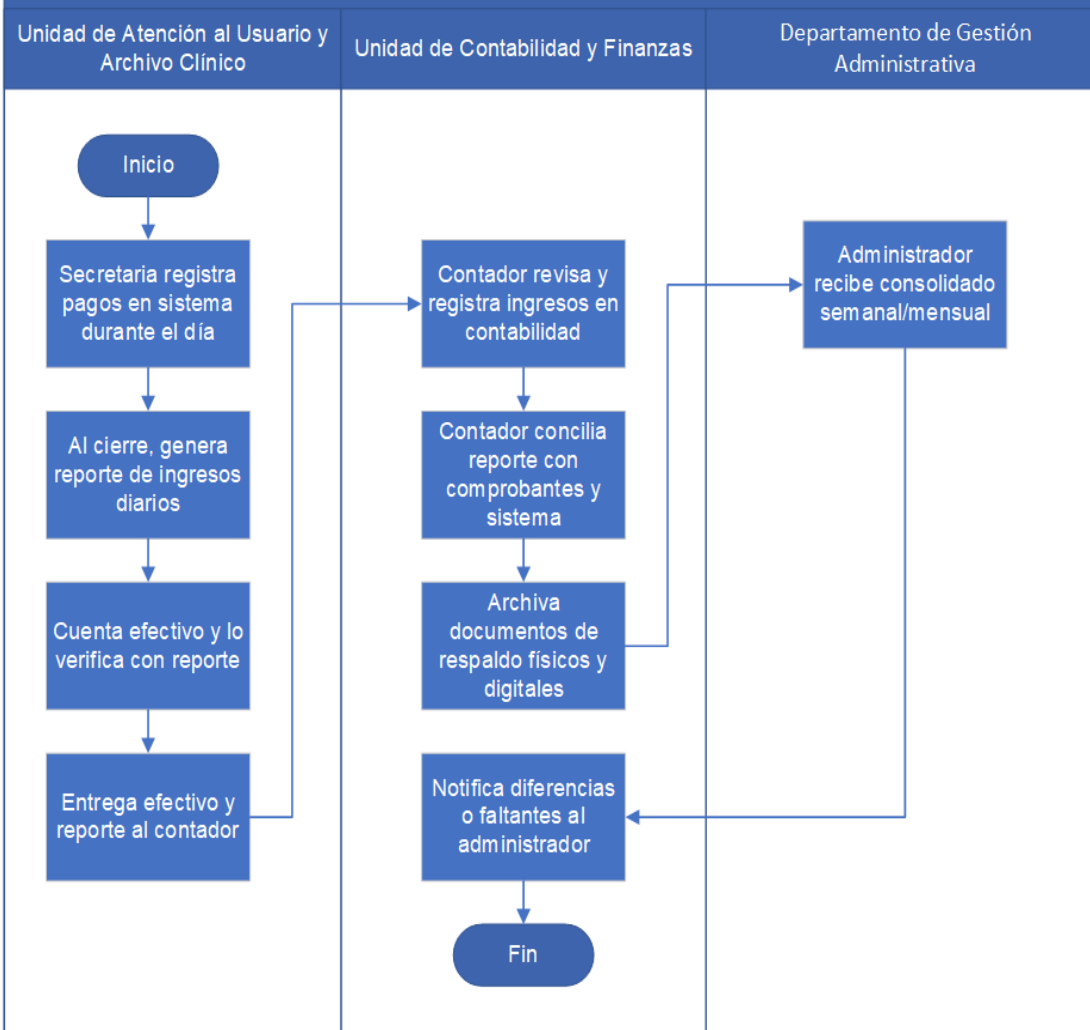 Unidad de Atención al Usuario y
Archivo Clínico
Unidad de Contabilidad y Finanzas
Departamento de Gestión
Administrativa
Inicio
Secretaria registra
pagos en sistema
durante el día
Al cierre, genera
reporte de ingresos
diarios
Cuenta efectivo y lo
verifica con reporte
Entrega efectivo y
reporte al contador
Contador revisa y
registra ingresos en
contabilidad
Contador concilia
reporte con
comprobantes y
sistema
Archiva
documentos de
respaldo físicos y
digitales
Administrador
recibe consolidado
semanal/mensual
Notifica diferencias
o faltantes al
administrador
Fin